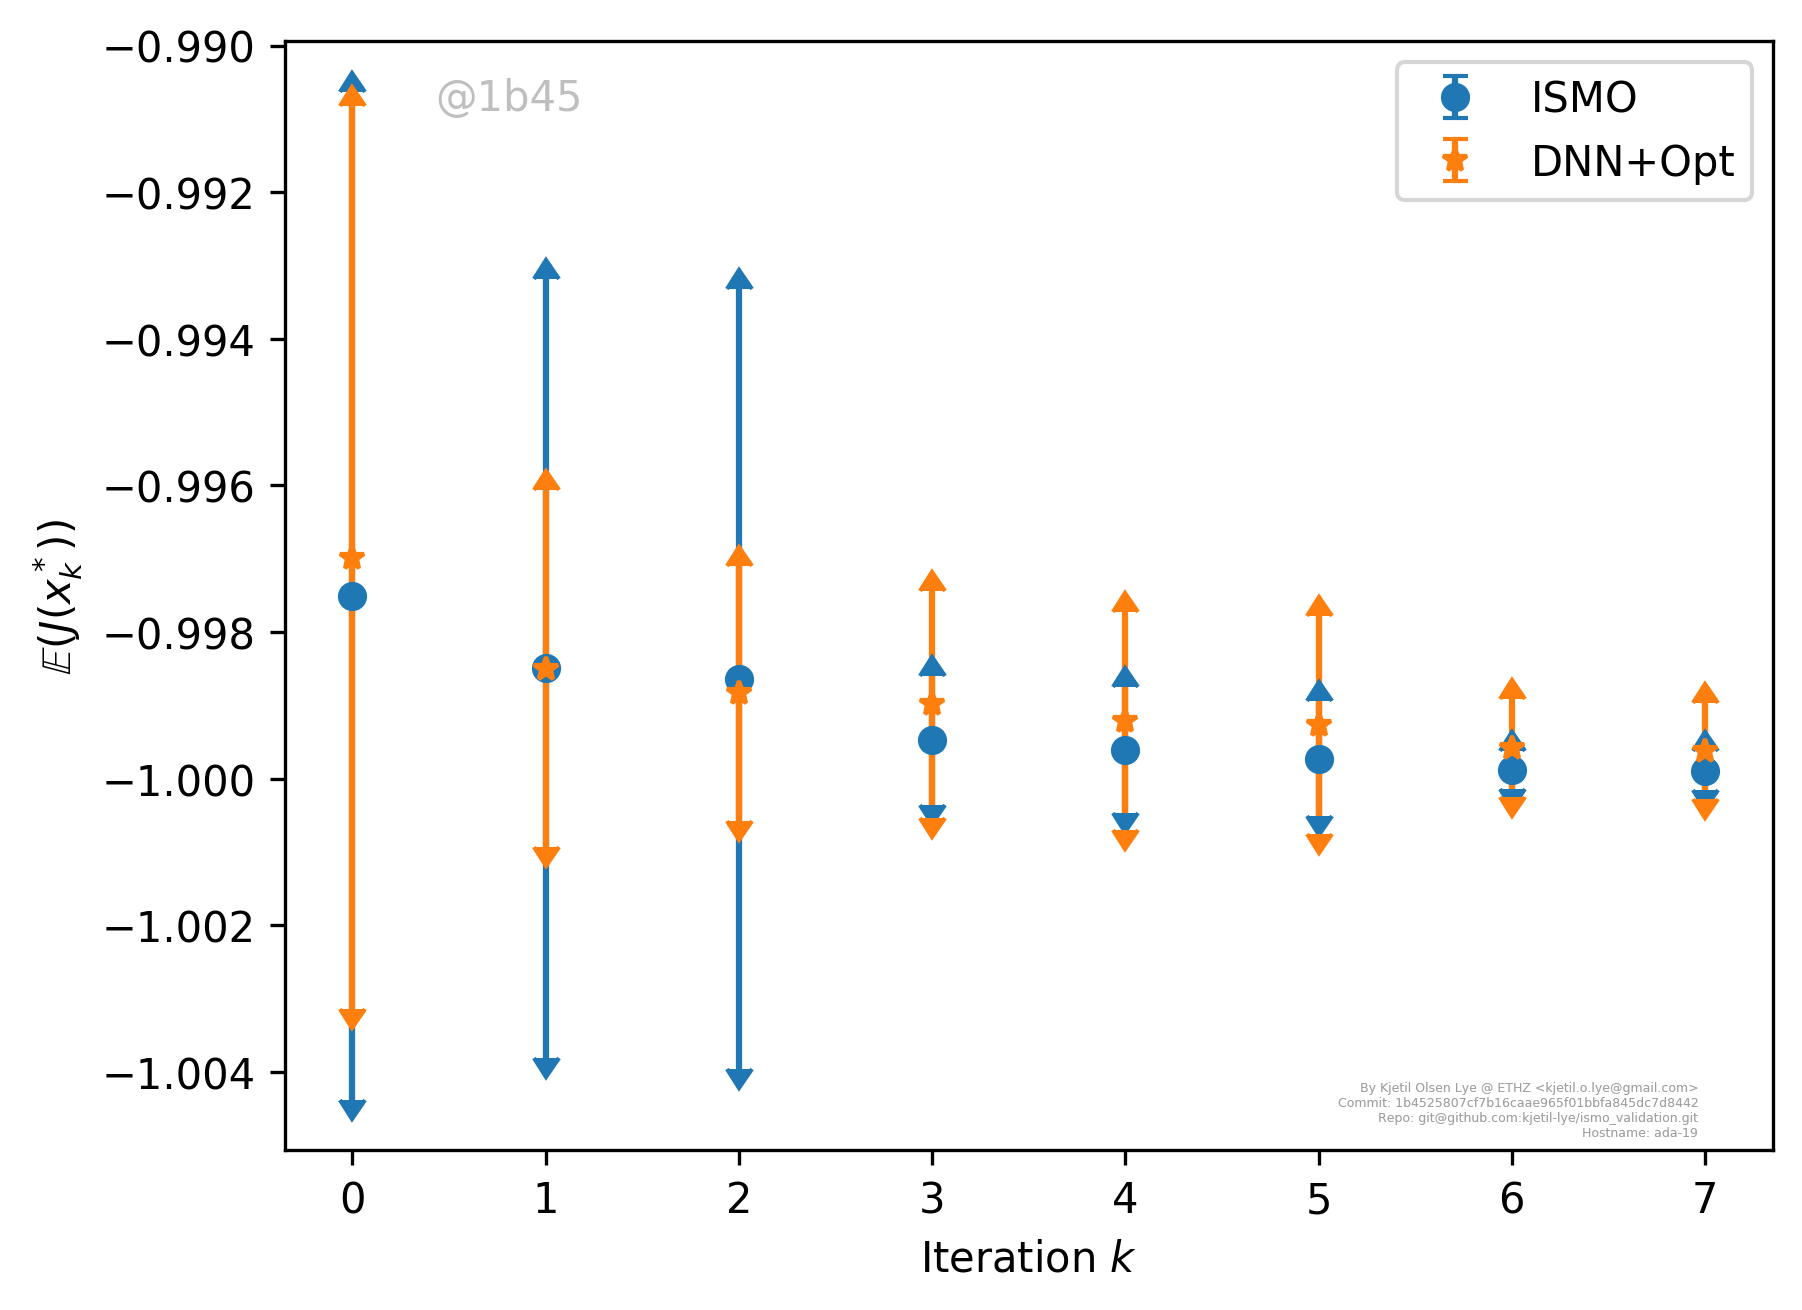 −0.990
−0.992
−0.994
−0.996
−0.998
−1.000
−1.002
−1.004
𝔼(J(x*k))
@1b45
ISMO
DNN+Opt
By Kjetil Olsen Lye @ ETHZ <kjetil.o.lye@gmail.com>
Commit: 1b4525807cf7b16caae965f01bbfa845dc7d8442
Repo: git@github.com:kjetil-lye/ismo_validation.git
Hostname: ada-19
0 1 2 3 4 5 6 7
Iteration k